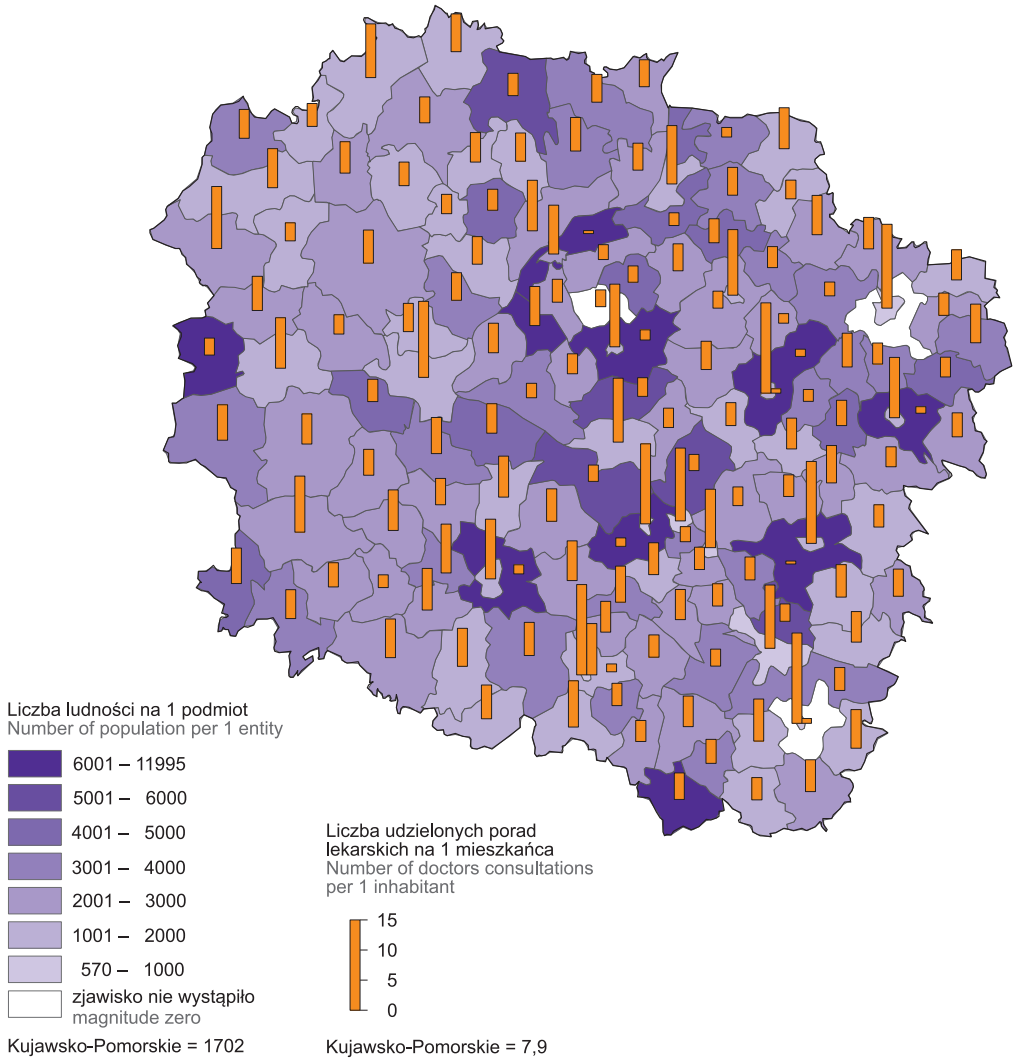 Liczba ludności na 1 podmiot
Number of population per 1 entity
6001 – 11995
5001 – 6000
4001 – 5000
3001 – 4000
2001 – 3000
1001 – 2000
570 – 1000
zjawisko nie wystąpiło
magnitude zero
Kujawsko-Pomorskie = 1702
Liczba udzielonych porad
lekarskich na 1 mieszkańca
Number of doctors consultations
per 1 inhabitant
15
10
5
0
Kujawsko-Pomorskie = 7,9